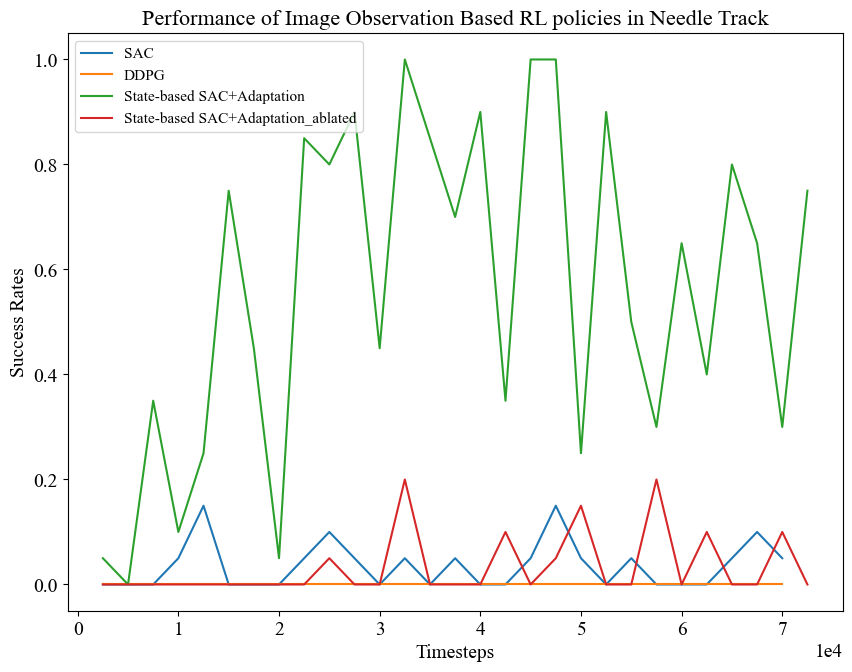 Performance of Image Observation Based RL policies in Needle Track
SAC
DDPG
State-based SAC+Adaptation
State-based SAC+Adaptation_ablated
1.0
0.8
0.6
0.4
0.2
0.0
Success Rates
0 1 2 3 4 5 6 7
1e4
Timesteps